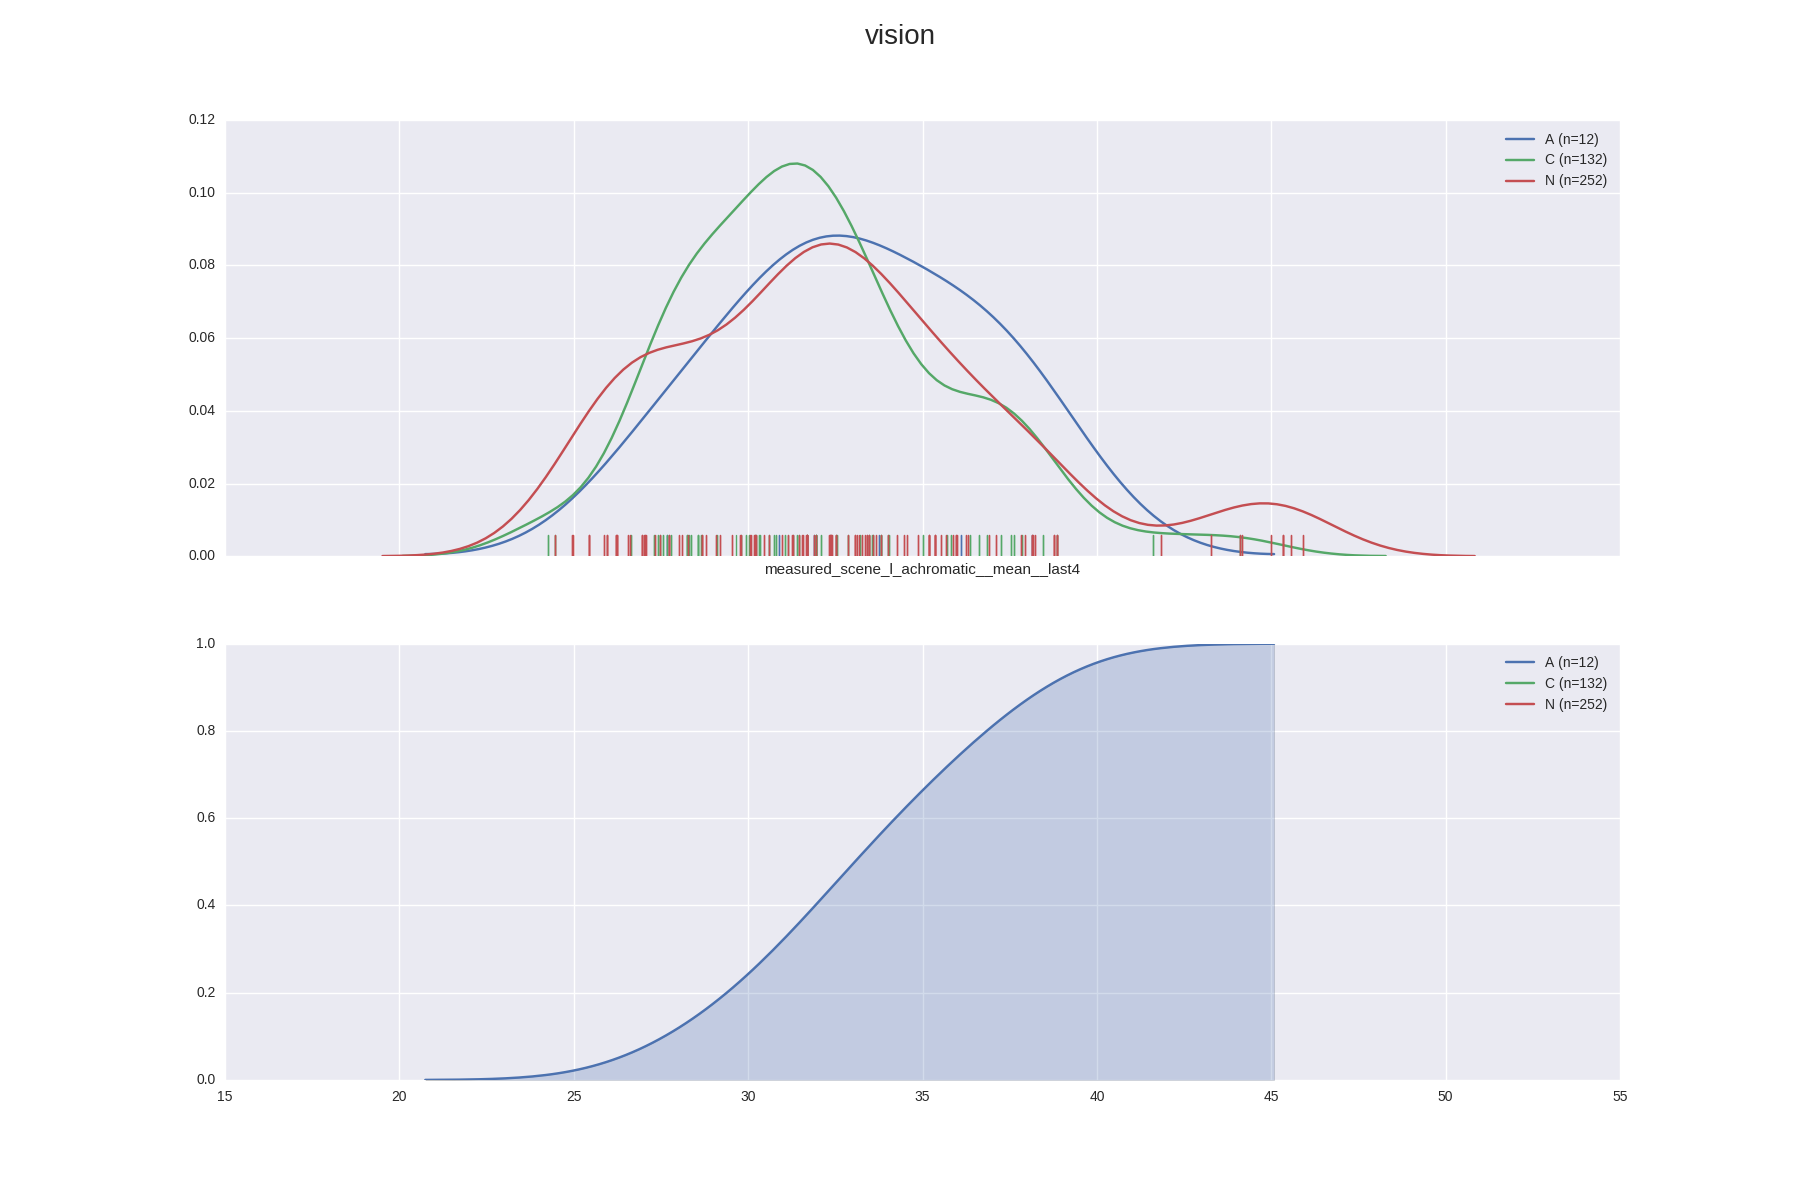 vision
0.12
0.10
0.08
0.06
0.04
0.02
0.00
A (n=12)
C (n=132)
N (n=252)
measured_scene_l_achromatic__mean__last4
1.0
0.8
0.6
0.4
0.2
0.0
A (n=12)
C (n=132)
N (n=252)
15 20 25 30 35 40 45 50 55